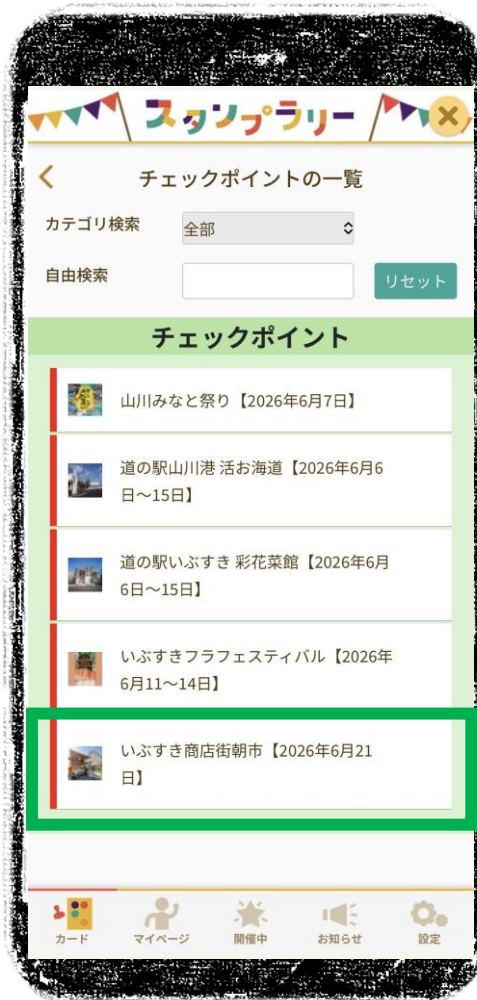 スタンプラリー
チェックポイントの一覧
カテゴリ検索
全部
自由検索
リセット
チェックポイント
山川みなと祭り【2026年6月7日】
道の駅山川港 活お海道【2026年6月6
日～15日】
道の駅いぶすき 彩花菜館【2026年6月
6日～15日】
いぶすきフラフェスティバル【2026年
6月11～14日】
いぶすき商店街朝市【2026年6月21
日】
カード
マイページ
開催中
お知らせ
設定